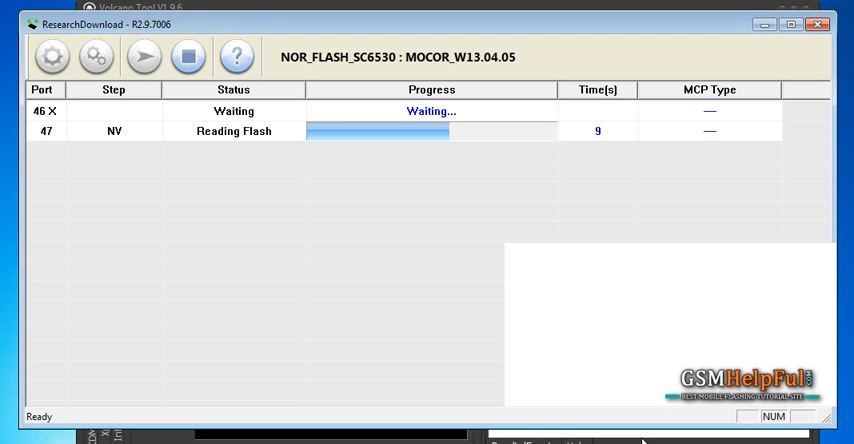 Volcano Tool V1.9.6
ResearchDownload - R2.9.7006
NOR_FLASH_SC6530 : MOCOR_W13.04.05
Port Step Status Progress Time(s) MCP Type
46 X Waiting Waiting... —
47 NV Reading Flash 9 —
GSMHelpFul.COM
BEST MOBILE FLASHING TUTORIAL SITE
Ready NUM